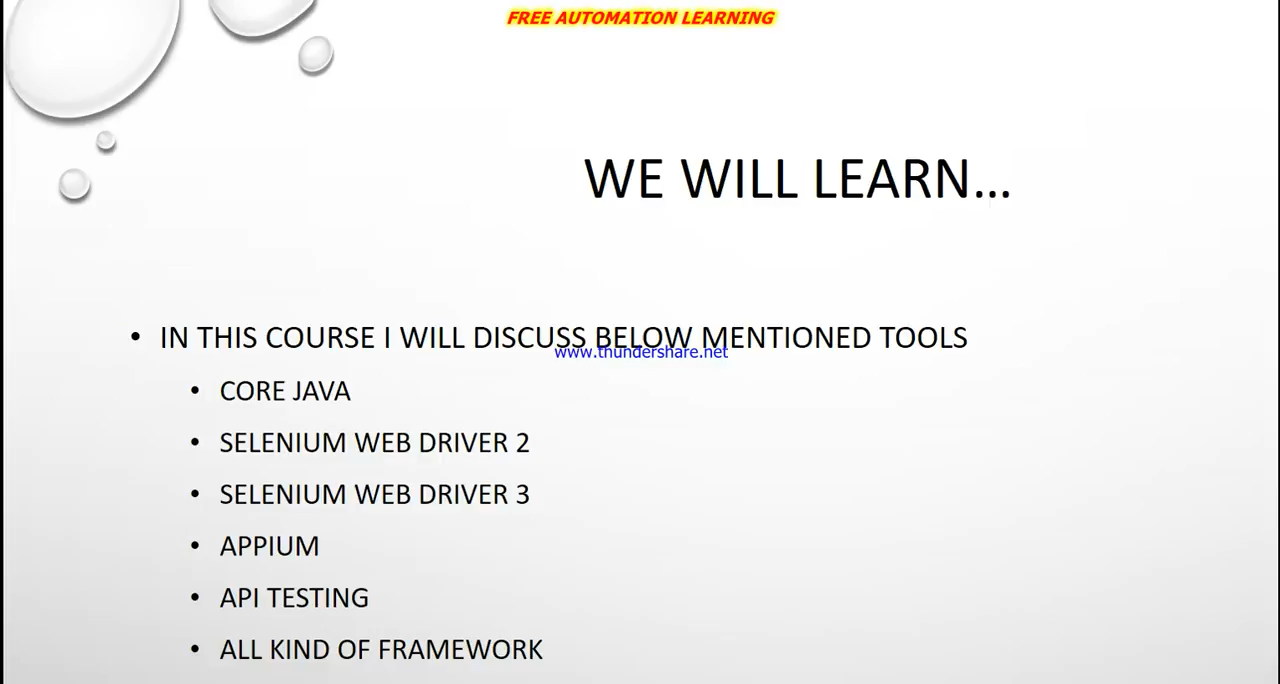 FREE AUTOMATION LEARNING
WE WILL LEARN...
• IN THIS COURSE I WILL DISCUSS BELOW MENTIONED TOOLS
www.thundershare.net
• CORE JAVA
• SELENIUM WEB DRIVER 2
• SELENIUM WEB DRIVER 3
• APPIUM
• API TESTING
• ALL KIND OF FRAMEWORK